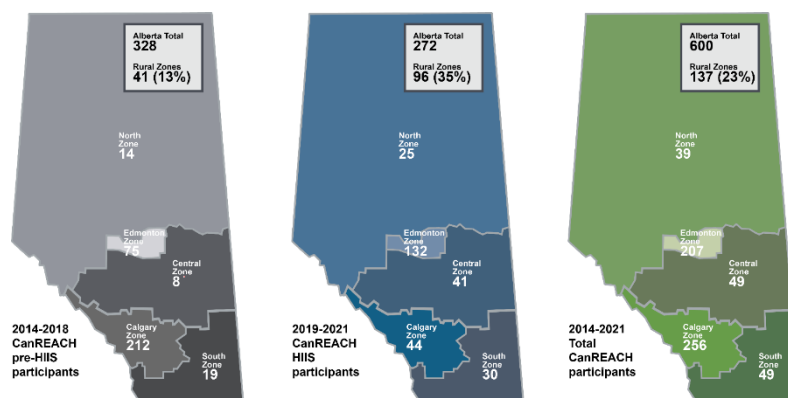 Alberta Total
328
Rural Zones
41 (13%)
North
Zone
14
Edmonton
Zone
75
Central
Zone
8
Calgary
Zone
212
South
Zone
19
2014-2018
CanREACH
pre-HIIS
participants
Alberta Total
272
Rural Zones
96 (35%)
North
Zone
25
Edmonton
Zone
132
Central
Zone
41
Calgary
Zone
44
South
Zone
30
2019-2021
CanREACH
HIIS
participants
Alberta Total
600
Rural Zones
137 (23%)
North
Zone
39
Edmonton
Zone
207
Central
Zone
49
Calgary
Zone
256
South
Zone
49
2014-2021
Total
CanREACH
participants